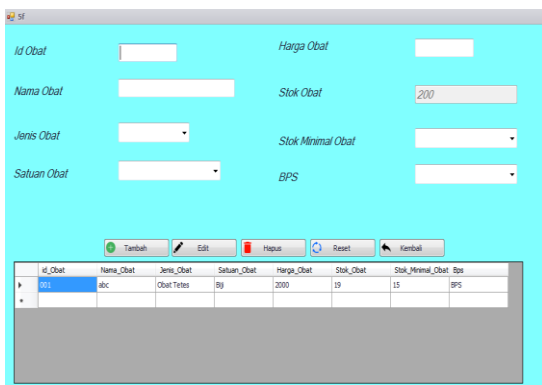 Sif
Id Obat
Harga Obat
Nama Obat
Stok Obat 200
Jenis Obat
Stok Minimal Obat
Satuan Obat
BPS
Tambah Edit Hapus Reset Kembali
id_Obat Nama_Obat Jenis_Obat Satuan_Obat Harga_Obat Stok_Obat Stok_Minimal_Obat Bps
001 abc Obat Tetes Biji 2000 19 15 BPS